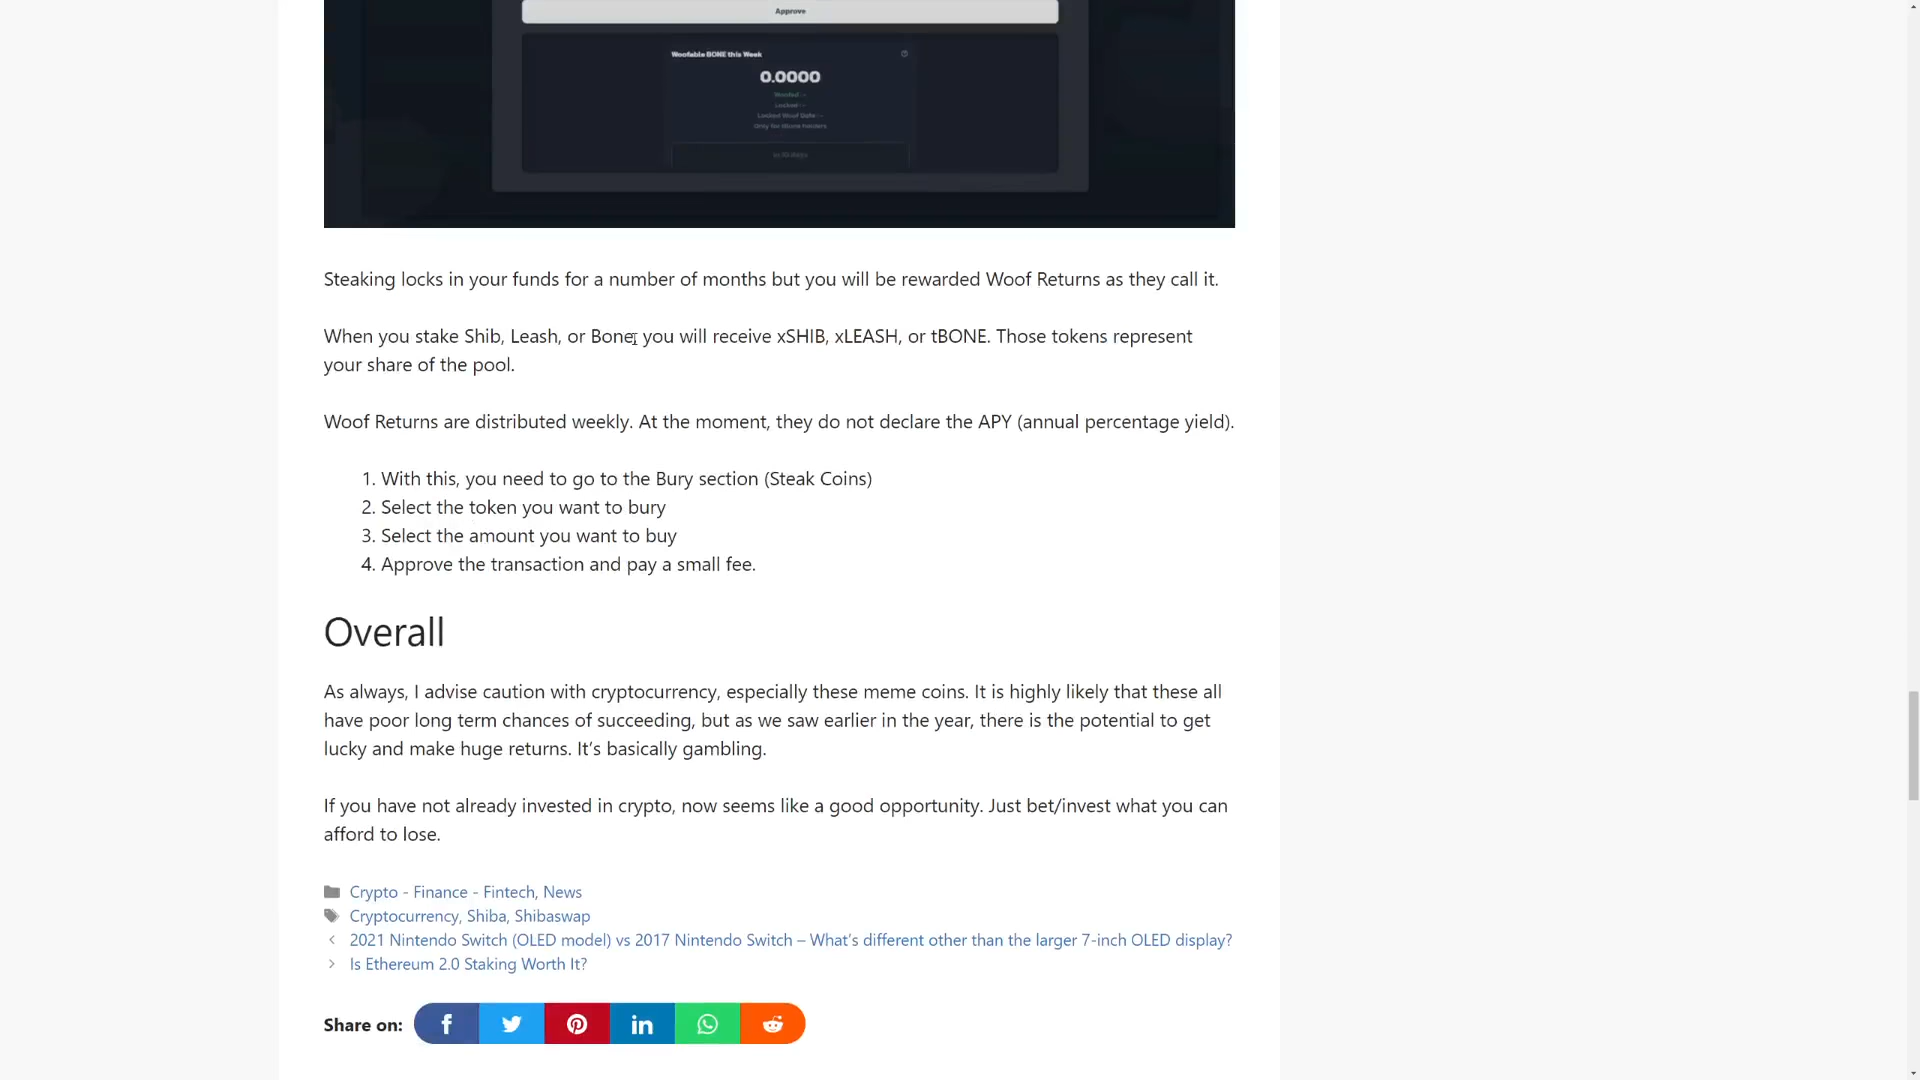 Approve
Woofable BONE this Week
0.0000
Woofed --
Locked --
Locked Woof Date --
Only for tBone Holders
Steaking locks in your funds for a number of months but you will be rewarded Woof Returns as they call it.
When you stake Shib, Leash, or Bone, you will receive xSHIB, xLEASH, or tBONE. Those tokens represent
your share of the pool.
Woof Returns are distributed weekly. At the moment, they do not declare the APY (annual percentage yield).
1. With this, you need to go to the Bury section (Steak Coins)
2. Select the token you want to bury
3. Select the amount you want to buy
4. Approve the transaction and pay a small fee.
Overall
As always, I advise caution with cryptocurrency, especially these meme coins. It is highly likely that these all
have poor long term chances of succeeding, but as we saw earlier in the year, there is the potential to get
lucky and make huge returns. It’s basically gambling.
If you have not already invested in crypto, now seems like a good opportunity. Just bet/invest what you can
afford to lose.
Crypto - Finance - Fintech, News
Cryptocurrency, Shiba, Shibaswap
2021 Nintendo Switch (OLED model) vs 2017 Nintendo Switch – What’s different other than the larger 7-inch OLED display?
Is Ethereum 2.0 Staking Worth It?
Share on: